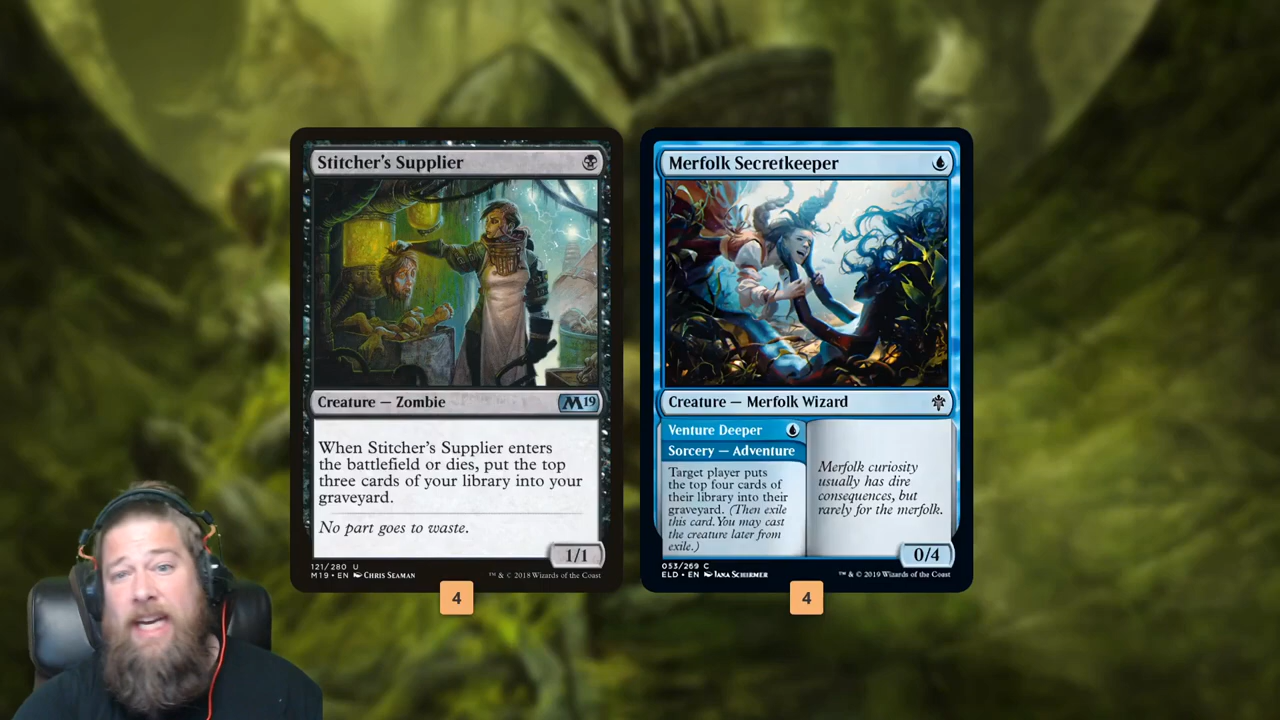 Stitcher's Supplier
Creature — Zombie
M19
When Stitcher's Supplier enters
the battlefield or dies, put the top
three cards of your library into your
graveyard.
No part goes to waste.
1/1
121/280 U
M19 • EN Chris Seaman
™ & © 2018 Wizards of the Coast
4
Merfolk Secretkeeper
Creature — Merfolk Wizard
Venture Deeper
Sorcery — Adventure
Target player puts
the top four cards of
their library into their
graveyard. (Then exile
this card. You may cast
the creature later from
exile.)
Merfolk curiosity
usually has dire
consequences, but
rarely for the merfolk.
0/4
053/269 C
ELD • EN Jana Schirmer
™ & © 2019 Wizards of the Coast
4